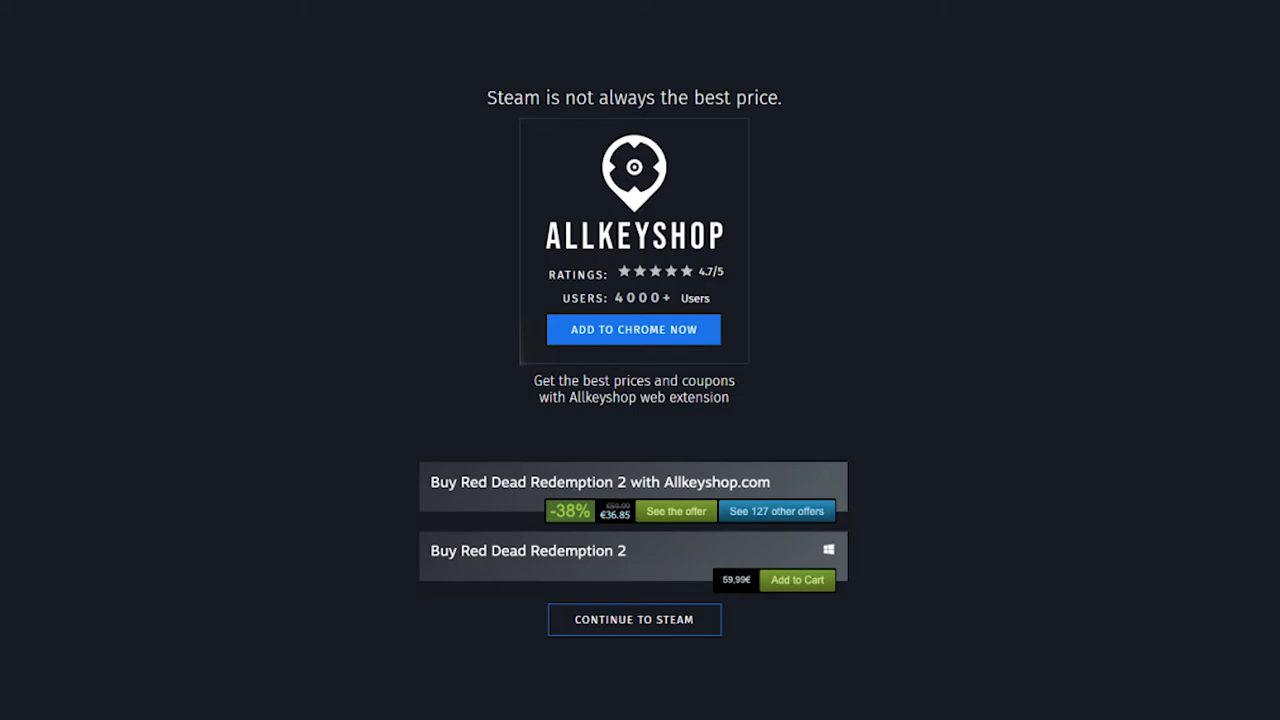 Steam is not always the best price.
ALLKEYSHOP
RATINGS: 4.7/5
USERS: 4000+ Users
ADD TO CHROME NOW
Get the best prices and coupons
with Allkeyshop web extension
Buy Red Dead Redemption 2 with Allkeyshop.com
-38% €59.99 €36.85 See the offer See 127 other offers
Buy Red Dead Redemption 2
59,99€ Add to Cart
CONTINUE TO STEAM